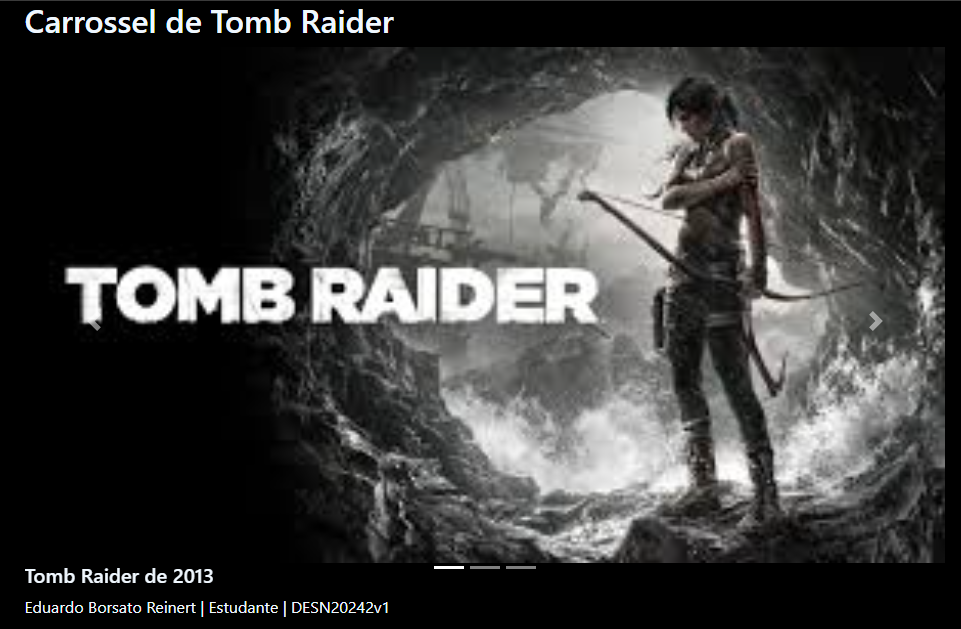 Carrossel de Tomb Raider
TOMB RAIDER
Tomb Raider de 2013
Eduardo Borsato Reinert | Estudante | DESN20242v1